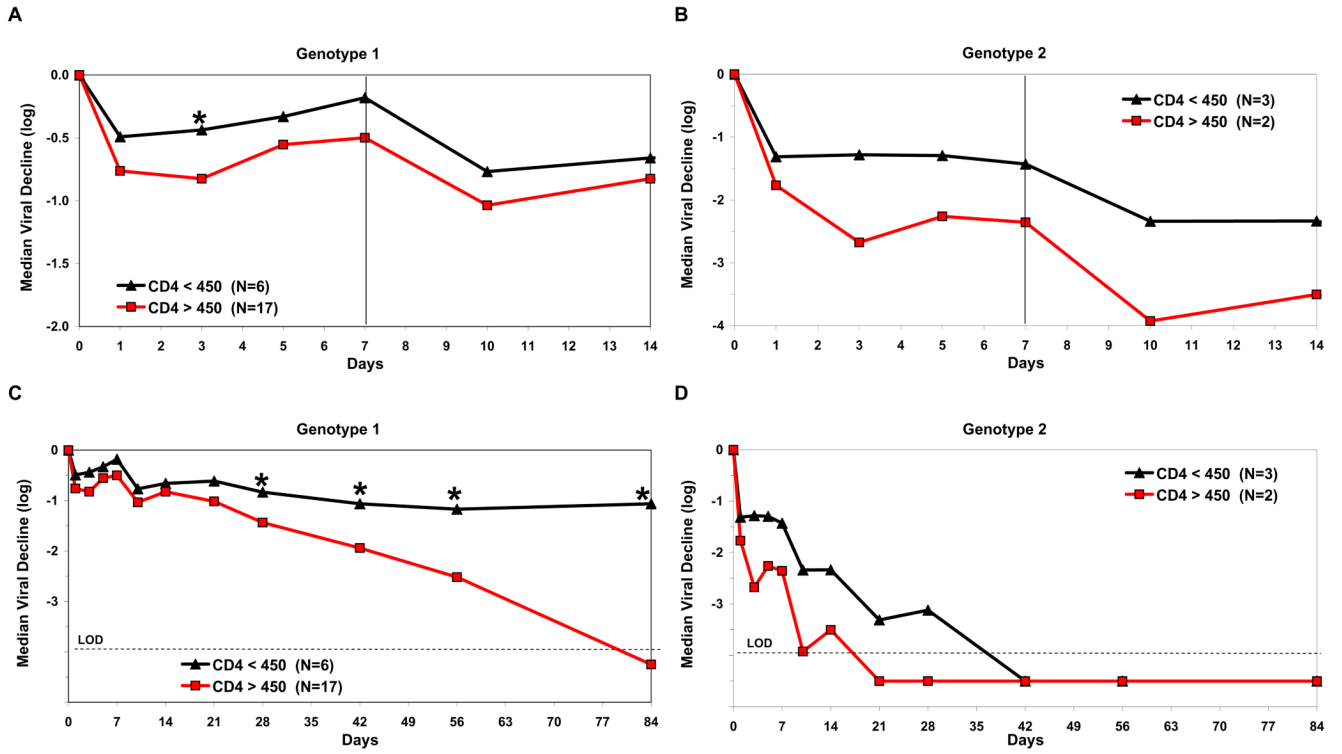 A
Genotype 1
Median Viral Decline (log)
0.0
-0.5
-1.0
-1.5
-2.0
*
CD4 < 450 (N=6)
CD4 > 450 (N=17)
0 1 2 3 4 5 6 7 8 9 10 11 12 13 14
Days
B
Genotype 2
Median Viral Decline (log)
0
-1
-2
-3
-4
CD4 < 450 (N=3)
CD4 > 450 (N=2)
0 1 2 3 4 5 6 7 8 9 10 11 12 13 14
Days
C
Genotype 1
Median Viral Decline (log)
0
-1
-2
-3
* * * *
LOD
CD4 < 450 (N=6)
CD4 > 450 (N=17)
0 7 14 21 28 35 42 49 56 63 70 77 84
Days
D
Genotype 2
Median Viral Decline (log)
0
-1
-2
-3
CD4 < 450 (N=3)
CD4 > 450 (N=2)
LOD
0 7 14 21 28 35 42 49 56 63 70 77 84
Days